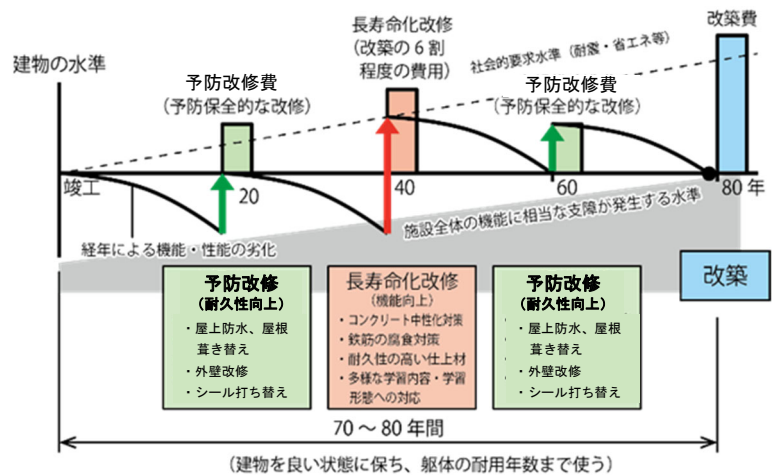 改築費
長寿命化改修
(改築の6割
程度の費用)
社会的要求水準(耐震・省エネ等)
建物の水準
予防改修費
(予防保全的な改修)
予防改修費
(予防保全的な改修)
竣工
20
40
60
80 年
経年による機能・性能の劣化
施設全体の機能に相当な支障が発生する水準
予防改修
(耐久性向上)
・屋上防水、屋根
葺き替え
・外壁改修
・シール打ち替え
長寿命化改修
(機能向上)
・コンクリート中性化対策
・鉄筋の腐食対策
・耐久性の高い仕上材
・多様な学習内容・学習
形態への対応
予防改修
(耐久性向上)
・屋上防水、屋根
葺き替え
・外壁改修
・シール打ち替え
改築
70～80年間
(建物を良い状態に保ち、躯体の耐用年数まで使う)